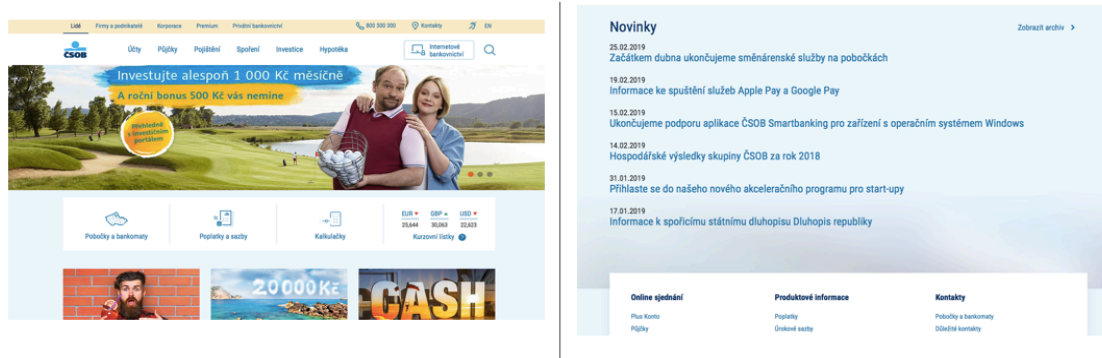 Lidé Firmy a podnikatelé Korporace Premium Privátní bankovnictví 800 300 300 Kontakty EN
ČSOB Účty Půjčky Pojištění Spoření Investice Hypotéka Internetové bankovnictví
Investujte alespoň 1 000 Kč měsíčně
A roční bonus 500 Kč vás nemine
Přehledně
s Investičním
portálem
EUR GBP USD
25,644 30,063 22,623
Pobočky a bankomaty Poplatky a sazby Kalkulačky Kurzovní lístky ?
20 000 Kč
CASH
Novinky Zobrazit archiv
25.02.2019
Začátkem dubna ukončujeme směnárenské služby na pobočkách
19.02.2019
Informace ke spuštění služeb Apple Pay a Google Pay
15.02.2019
Ukončujeme podporu aplikace ČSOB Smartbanking pro zařízení s operačním systémem Windows
14.02.2019
Hospodářské výsledky skupiny ČSOB za rok 2018
31.01.2019
Přihlaste se do našeho nového akceleračního programu pro start-upy
17.01.2019
Informace k spořicímu státnímu dluhopisu Dluhopis republiky
Online sjednání Produktové informace Kontakty
Plus Konto Poplatky Pobočky a bankomaty
Půjčky Úrokové sazby Důležité kontakty